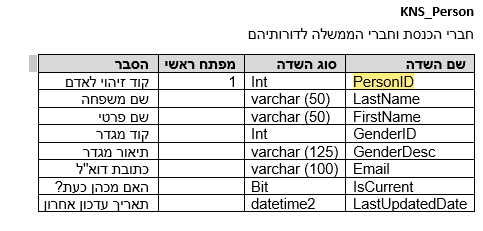 KNS_Person
חברי הכנסת וחברי הממשלה לדורותיהם
שם השדה סוג השדה מפתח ראשי הסבר
PersonID Int 1 קוד זיהוי לאדם
LastName varchar (50) שם משפחה
FirstName varchar (50) שם פרטי
GenderID Int קוד מגדר
GenderDesc varchar (125) תיאור מגדר
Email varchar (100) כתובת דוא"ל
IsCurrent Bit האם מכהן כעת?
LastUpdatedDate datetime2 תאריך עדכון אחרון